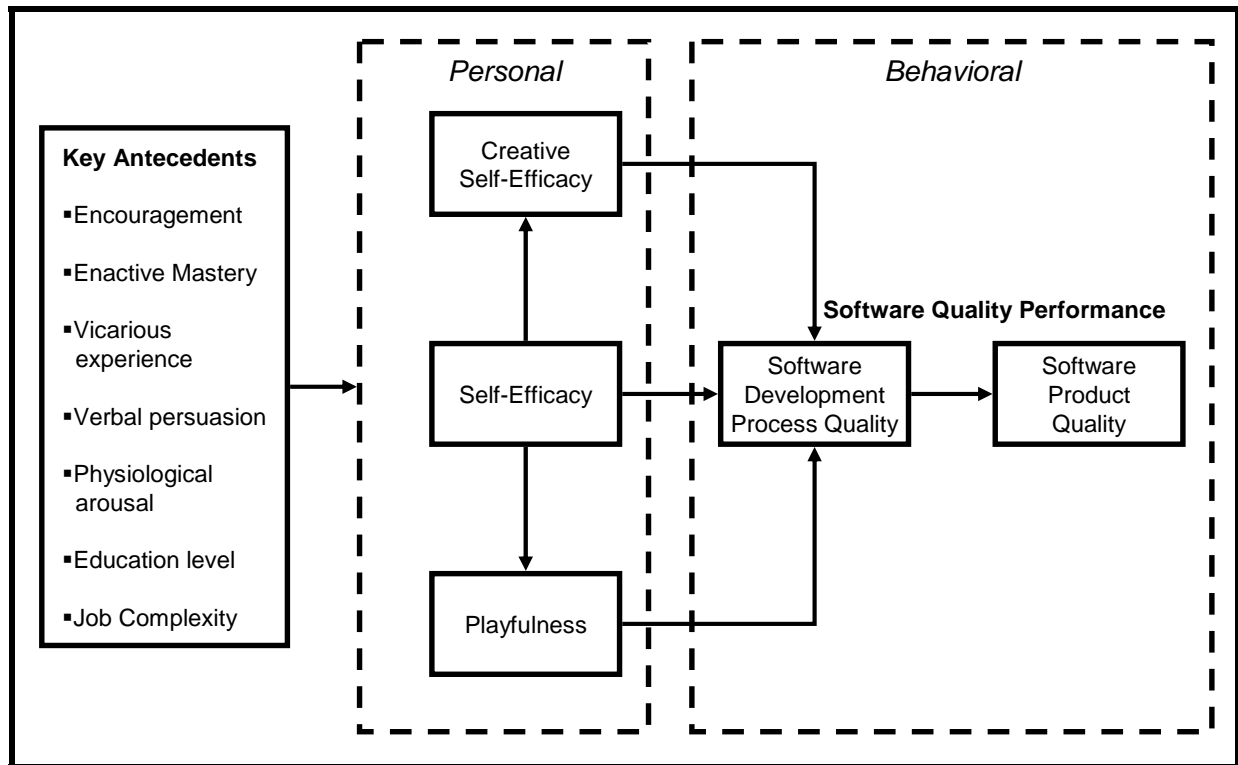 Personal
Behavioral
Key Antecedents
▪Encouragement
▪Enactive Mastery
▪Vicarious
experience
▪Verbal persuasion
▪Physiological
arousal
▪Education level
▪Job Complexity
Creative
Self-Efficacy
Self-Efficacy
Playfulness
Software Quality Performance
Software
Development
Process Quality
Software
Product
Quality